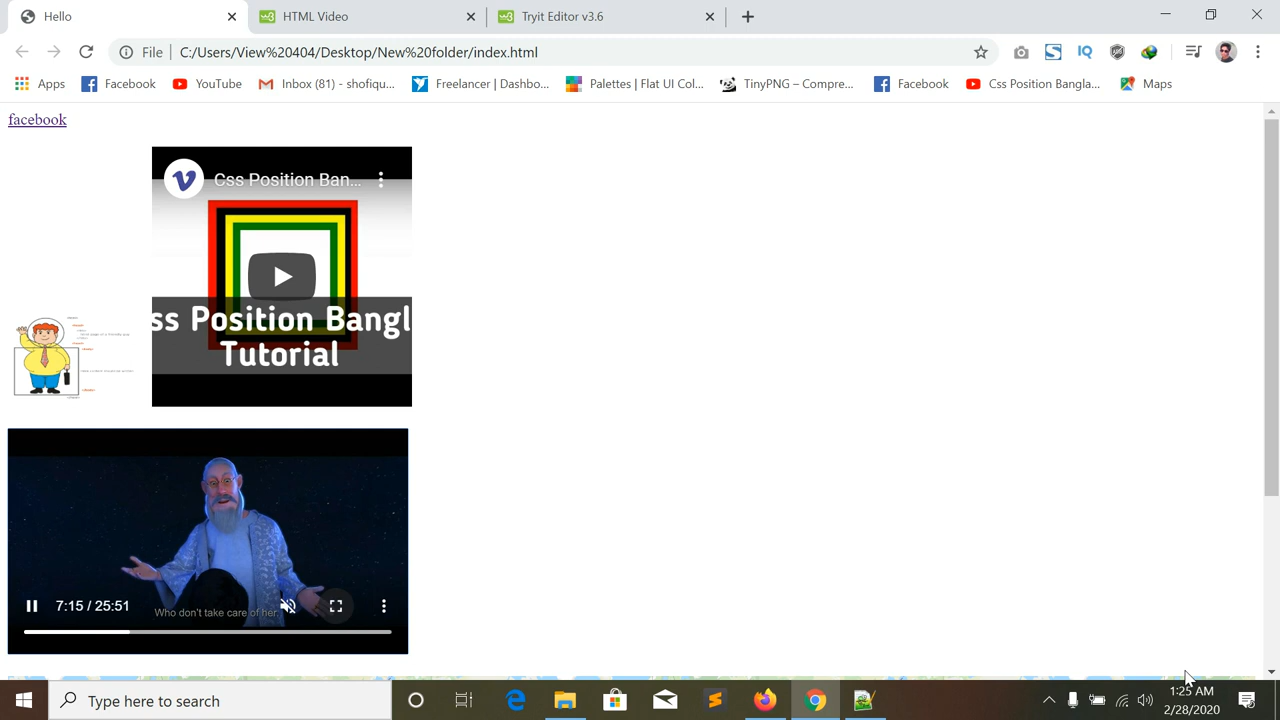 Hello
HTML Video
Tryit Editor v3.6
File
C:/Users/View%20404/Desktop/New%20folder/index.html
Apps
Facebook
YouTube
Inbox (81) - shofiqu...
Freelancer | Dashbo...
Palettes | Flat UI Col...
TinyPNG – Compre...
Facebook
Css Position Bangla...
Maps
facebook
Css Position Ban...
ss Position Bangl
Tutorial
7:15 / 25:51
Who don't take care of her.
Type here to search
1:25 AM
2/28/2020